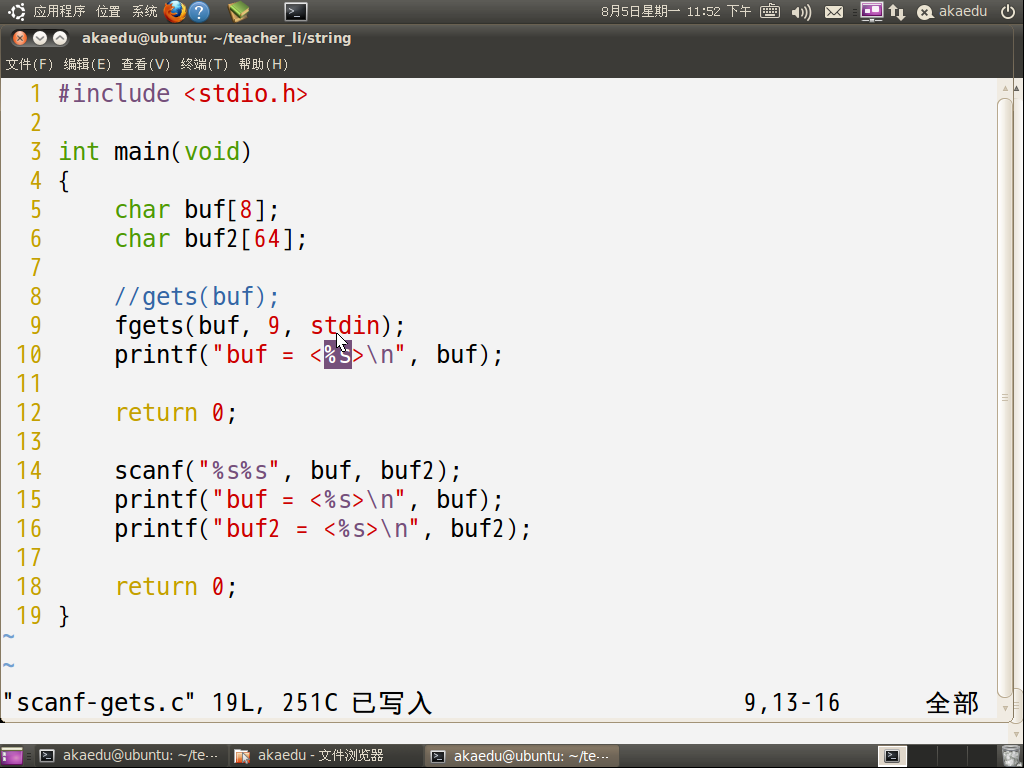 应用程序 位置 系统 8月5日星期一 11:52 下午 akaedu
akaedu@ubuntu: ~/teacher_li/string
文件(F) 编辑(E) 查看(V) 终端(T) 帮助(H)
1 #include <stdio.h>
2
3 int main(void)
4 {
5     char buf[8];
6     char buf2[64];
7
8     //gets(buf);
9     fgets(buf, 9, stdin);
10     printf("buf = <%s>\n", buf);
11
12     return 0;
13
14     scanf("%s%s", buf, buf2);
15     printf("buf = <%s>\n", buf);
16     printf("buf2 = <%s>\n", buf2);
17
18     return 0;
19 }
~
~
"scanf-gets.c" 19L, 251C 已写入 9,13-16 全部
akaedu@ubuntu: ~/te··· akaedu - 文件浏览器 akaedu@ubuntu: ~/te···